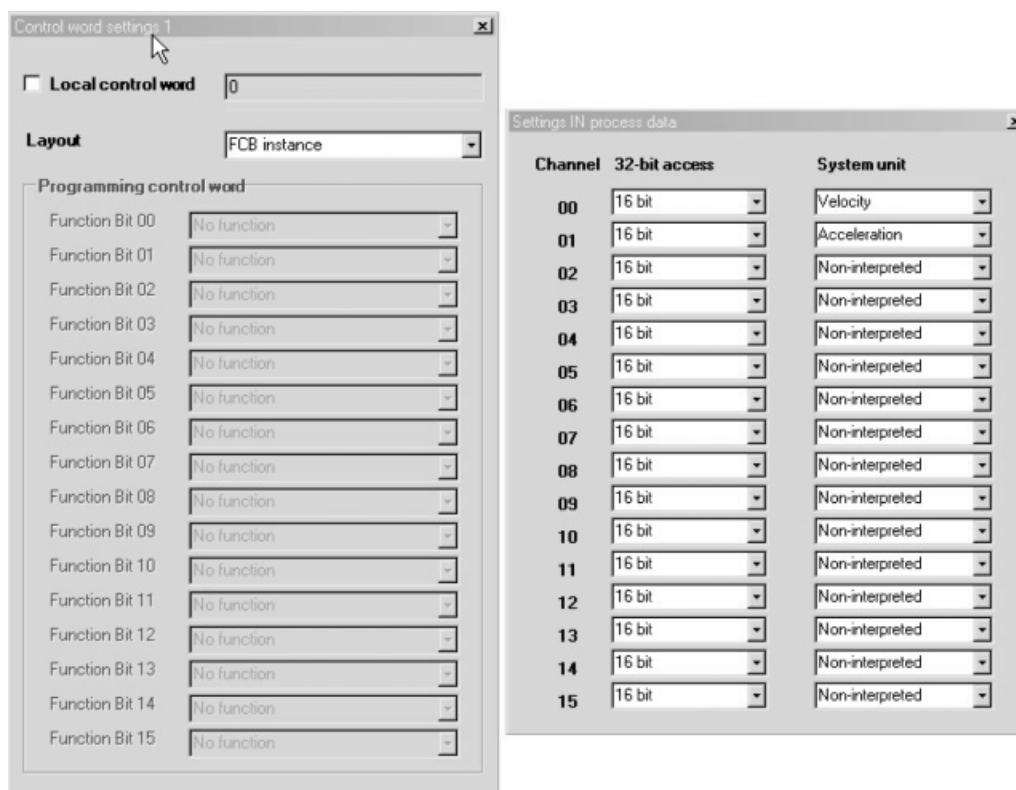 Control word settings 1
Local control word 0
Layout FCB instance
Programming control word
Function Bit 00 No function
Function Bit 01 No function
Function Bit 02 No function
Function Bit 03 No function
Function Bit 04 No function
Function Bit 05 No function
Function Bit 06 No function
Function Bit 07 No function
Function Bit 08 No function
Function Bit 09 No function
Function Bit 10 No function
Function Bit 11 No function
Function Bit 12 No function
Function Bit 13 No function
Function Bit 14 No function
Function Bit 15 No function
Settings IN process data
Channel 32-bit access System unit
00 16 bit Velocity
01 16 bit Acceleration
02 16 bit Non-interpreted
03 16 bit Non-interpreted
04 16 bit Non-interpreted
05 16 bit Non-interpreted
06 16 bit Non-interpreted
07 16 bit Non-interpreted
08 16 bit Non-interpreted
09 16 bit Non-interpreted
10 16 bit Non-interpreted
11 16 bit Non-interpreted
12 16 bit Non-interpreted
13 16 bit Non-interpreted
14 16 bit Non-interpreted
15 16 bit Non-interpreted